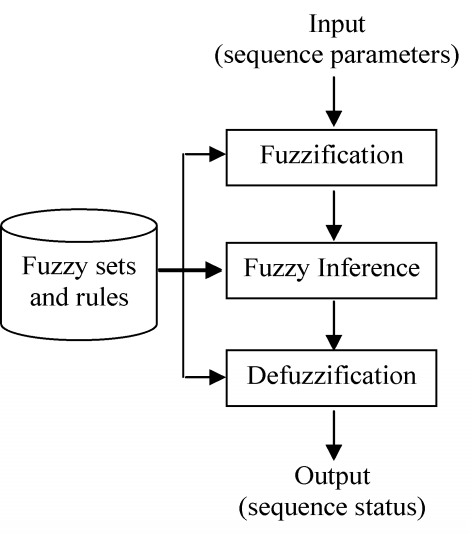 Input
(sequence parameters)
Fuzzification
Fuzzy sets
and rules
Fuzzy Inference
Defuzzification
Output
(sequence status)